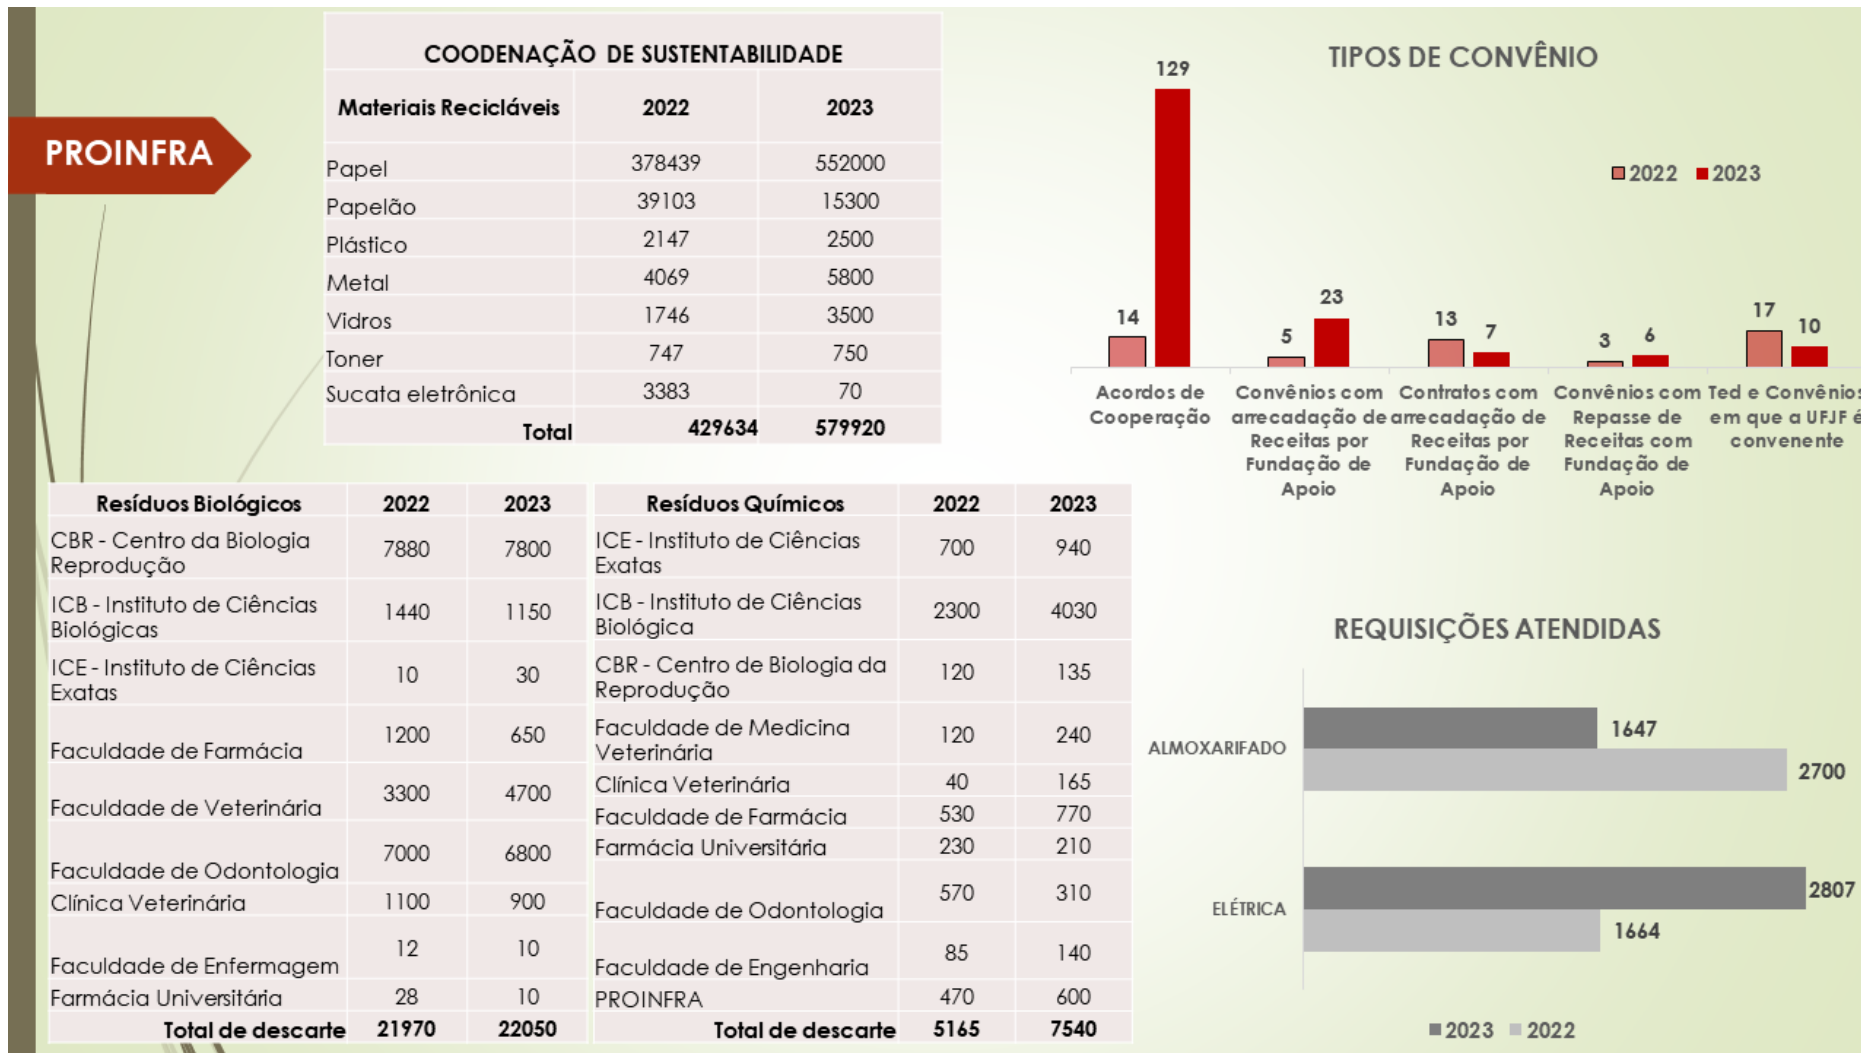 PROINFRA
COODENAÇÃO DE SUSTENTABILIDADE
Materiais Recicláveis 2022 2023
Papel 378439 552000
Papelão 39103 15300
Plástico 2147 2500
Metal 4069 5800
Vidros 1746 3500
Toner 747 750
Sucata eletrônica 3383 70
Total 429634 579920
TIPOS DE CONVÊNIO
2022 2023
14 129
5 23
13 7
3 6
17 10
Acordos de
Cooperação
Convênios com
arrecadação de
Receitas por
Fundação de
Apoio
Contratos com
arrecadação de
Receitas por
Fundação de
Apoio
Convênios com
Repasse de
Receitas com
Fundação de
Apoio
Ted e Convênios
em que a UFJF é
convenente
Resíduos Biológicos 2022 2023
CBR - Centro da Biologia
Reprodução 7880 7800
ICB - Instituto de Ciências
Biológicas 1440 1150
ICE - Instituto de Ciências
Exatas 10 30
Faculdade de Farmácia 1200 650
Faculdade de Veterinária 3300 4700
Faculdade de Odontologia 7000 6800
Clínica Veterinária 1100 900
Faculdade de Enfermagem 12 10
Farmácia Universitária 28 10
Total de descarte 21970 22050
Resíduos Químicos 2022 2023
ICE - Instituto de Ciências
Exatas 700 940
ICB - Instituto de Ciências
Biológica 2300 4030
CBR - Centro de Biologia da
Reprodução 120 135
Faculdade de Medicina
Veterinária 120 240
Clínica Veterinária 40 165
Faculdade de Farmácia 530 770
Farmácia Universitária 230 210
Faculdade de Odontologia 570 310
Faculdade de Engenharia 85 140
PROINFRA 470 600
Total de descarte 5165 7540
REQUISIÇÕES ATENDIDAS
ALMOXARIFADO 1647
2700
ELÉTRICA 2807
1664
2023 2022